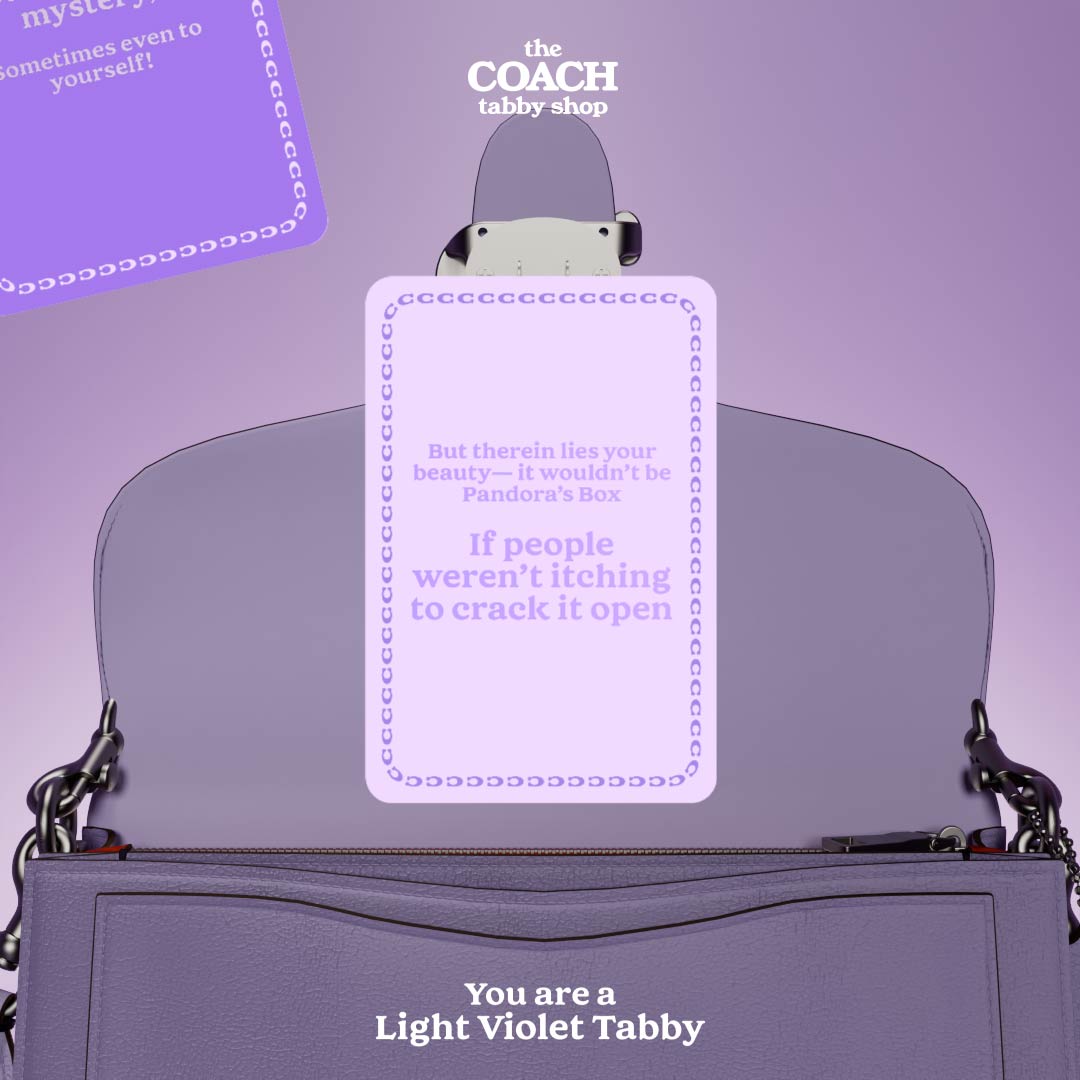 mystery,
Sometimes even to
yourself!
the
COACH
tabby shop
But therein lies your
beauty— it wouldn’t be
Pandora’s Box
If people
weren’t itching
to crack it open
You are a
Light Violet Tabby